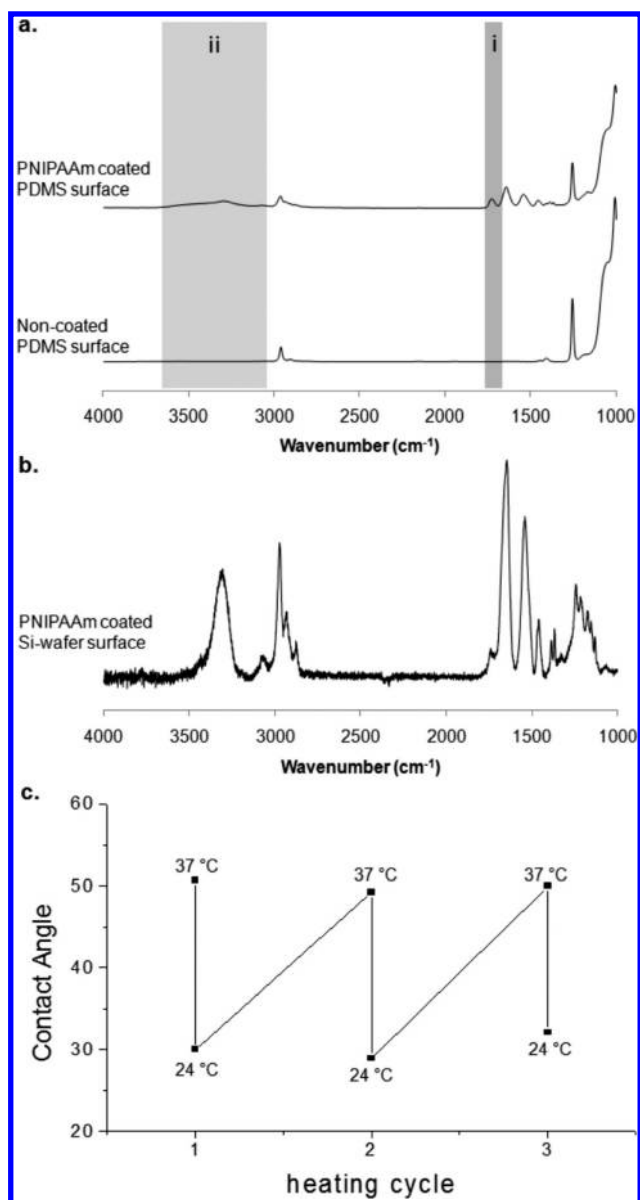 a.
ii
i
PNIPAAm coated
PDMS surface
Non-coated
PDMS surface
4000 3500 3000 2500 2000 1500 1000
Wavenumber (cm⁻¹)
b.
PNIPAAm coated
Si-wafer surface
4000 3500 3000 2500 2000 1500 1000
Wavenumber (cm⁻¹)
c.
60
50
40
30
20
Contact Angle
37 °C
37 °C
37 °C
24 °C
24 °C
24 °C
1 2 3
heating cycle